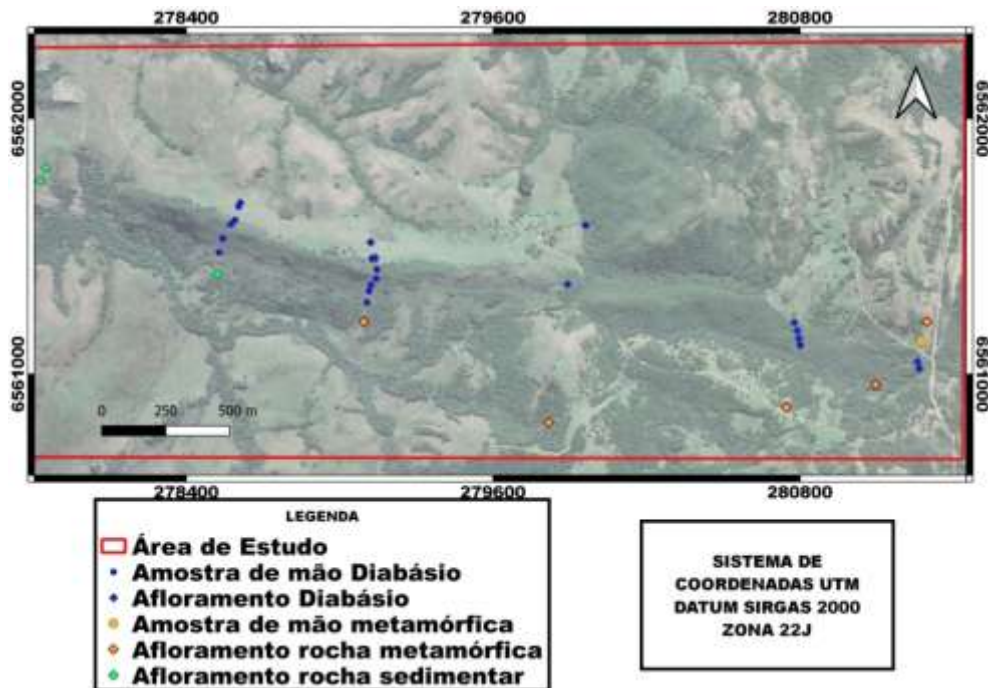 278400 279600 280800
6562000 6562000
6561000 6561000
0 250 500 m
278400 279600 280800
LEGENDA
Área de Estudo
Amostra de mão Diabásio
Afloramento Diabásio
Amostra de mão metamórfica
Afloramento rocha metamórfica
Afloramento rocha sedimentar
SISTEMA DE
COORDENADAS UTM
DATUM SIRGAS 2000
ZONA 22J